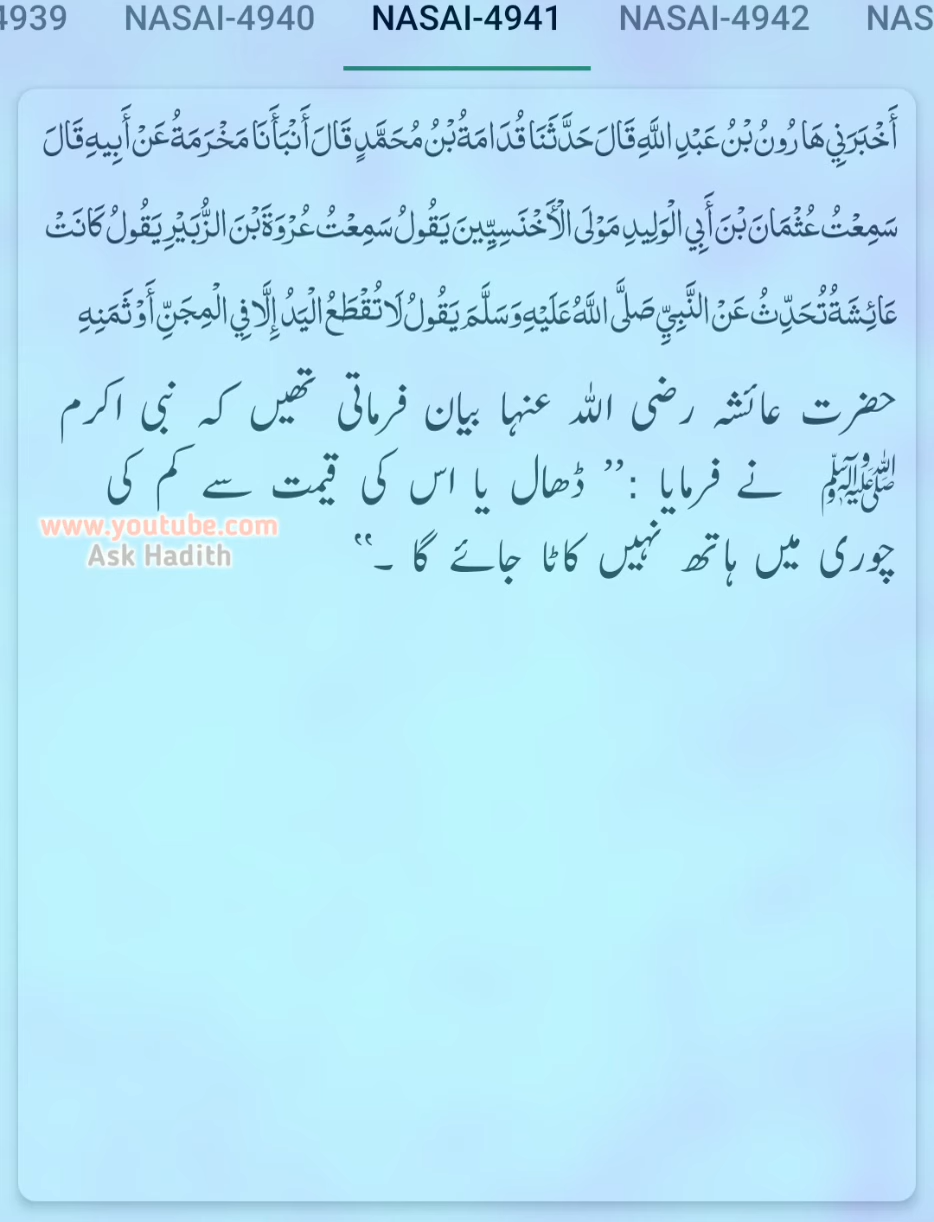 4939 NASAI-4940 NASAI-4941 NASAI-4942 NAS
أَخْبَرَنِي هَارُونُ بْنُ عَبْدِ اللَّهِ قَالَ حَدَّثَنَا قُدَامَةُ بْنُ مُحَمَّدٍ قَالَ أَنْبَأَنَا مَخْرَمَةُ عَنْ أَبِيهِ قَالَ
سَمِعْتُ عُثْمَانَ بْنَ أَبِي الْوَلِيدِ مَوْلَى الْأَخْنَسِيِّينَ يَقُولُ سَمِعْتُ عُرْوَةَ بْنَ الزُّبَيْرِ يَقُولُ كَانَتْ
عَائِشَةُ تُحَدِّثُ عَنْ النَّبِيِّ صَلَّى اللَّهُ عَلَيْهِ وَسَلَّمَ يَقُولُ لَا تُقْطَعُ الْيَدُ إِلَّا فِي الْمِجَنِّ أَوْ ثَمَنِهِ
حضرت عائشہ رضی اللہ عنہا بیان فرماتی تھیں کہ نبی اکرم
ﷺ نے فرمایا :’’ ڈھال یا اس کی قیمت سے کم کی
چوری میں ہاتھ نہیں کاٹا جائے گا ۔‘‘
www.youtube.com
Ask Hadith